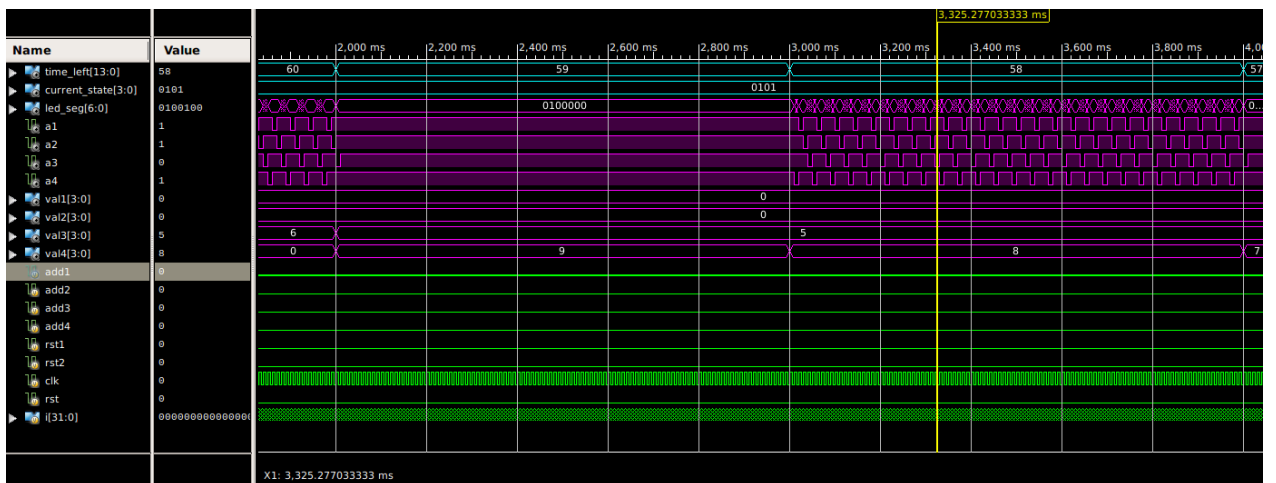 3,325.277033333 ms
Name Value
2,000 ms 2,200 ms 2,400 ms 2,600 ms 2,800 ms 3,000 ms 3,200 ms 3,400 ms 3,600 ms 3,800 ms 4,0
time_left[13:0] 58 60 59 58 57
current_state[3:0] 0101 0101
led_seg[6:0] 0100100 0100000 0...
a1 1
a2 1
a3 0
a4 1
val1[3:0] 0 0
val2[3:0] 0 0
val3[3:0] 5 6 5
val4[3:0] 8 0 9 8 7
add1 0
add2 0
add3 0
add4 0
rst1 0
rst2 0
clk 0
rst 0
i[31:0] 000000000000000
X1: 3,325.277033333 ms